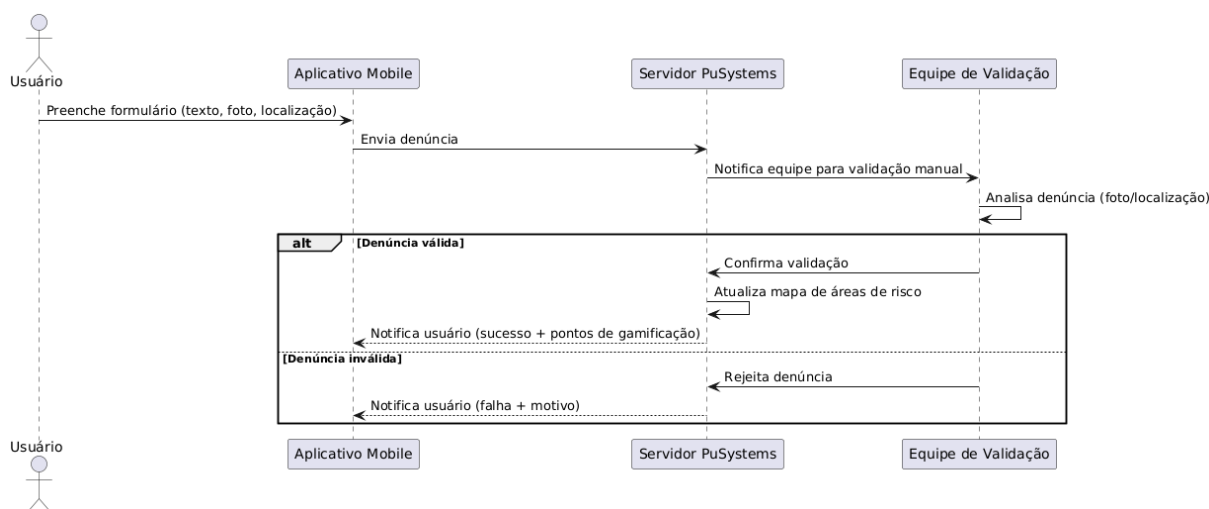 Usuário
Aplicativo Mobile
Servidor PuSystems
Equipe de Validação
Preenche formulário (texto, foto, localização)
Envia denúncia
Notifica equipe para validação manual
Analisa denúncia (foto/localização)
alt
[Denúncia válida]
Confirma validação
Atualiza mapa de áreas de risco
Notifica usuário (sucesso + pontos de gamificação)
[Denúncia inválida]
Rejeita denúncia
Notifica usuário (falha + motivo)
Usuário
Aplicativo Mobile
Servidor PuSystems
Equipe de Validação